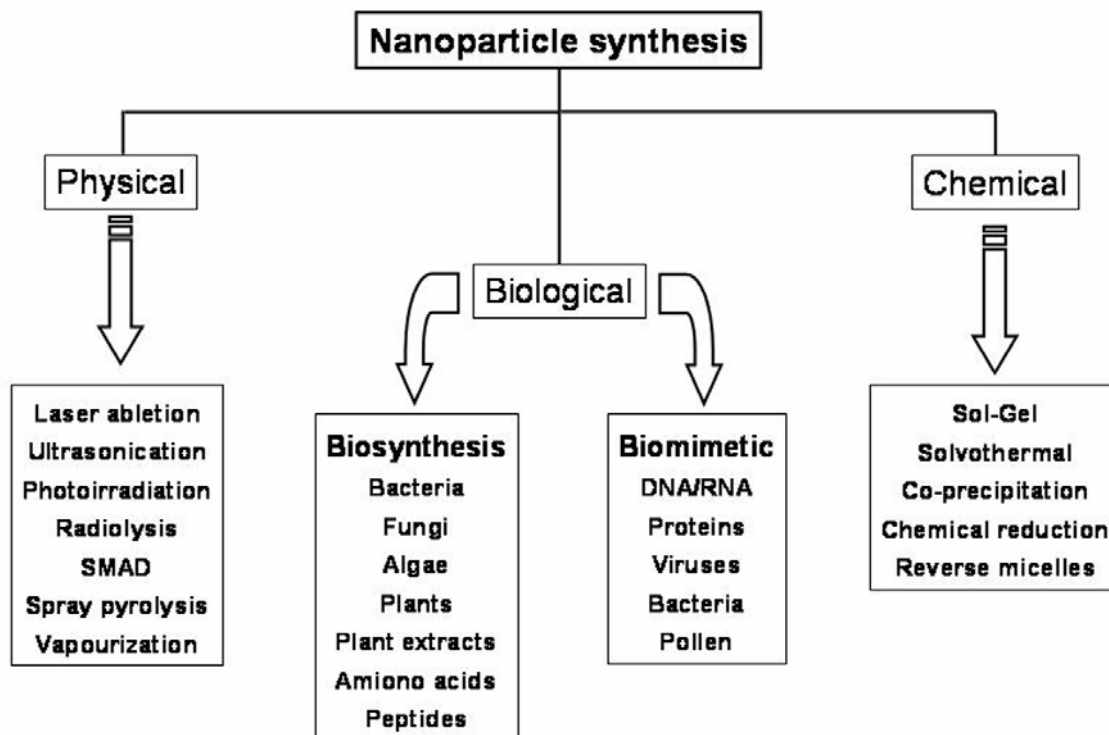 Nanoparticle synthesis
Physical
Chemical
Biological
Laser abletion
Ultrasonication
Photoirradiation
Radiolysis
SMAD
Spray pyrolysis
Vapourization
Biosynthesis
Bacteria
Fungi
Algae
Plants
Plant extracts
Amiono acids
Peptides
Biomimetic
DNA/RNA
Proteins
Viruses
Bacteria
Pollen
Sol-Gel
Solvothermal
Co-precipitation
Chemical reduction
Reverse micelles